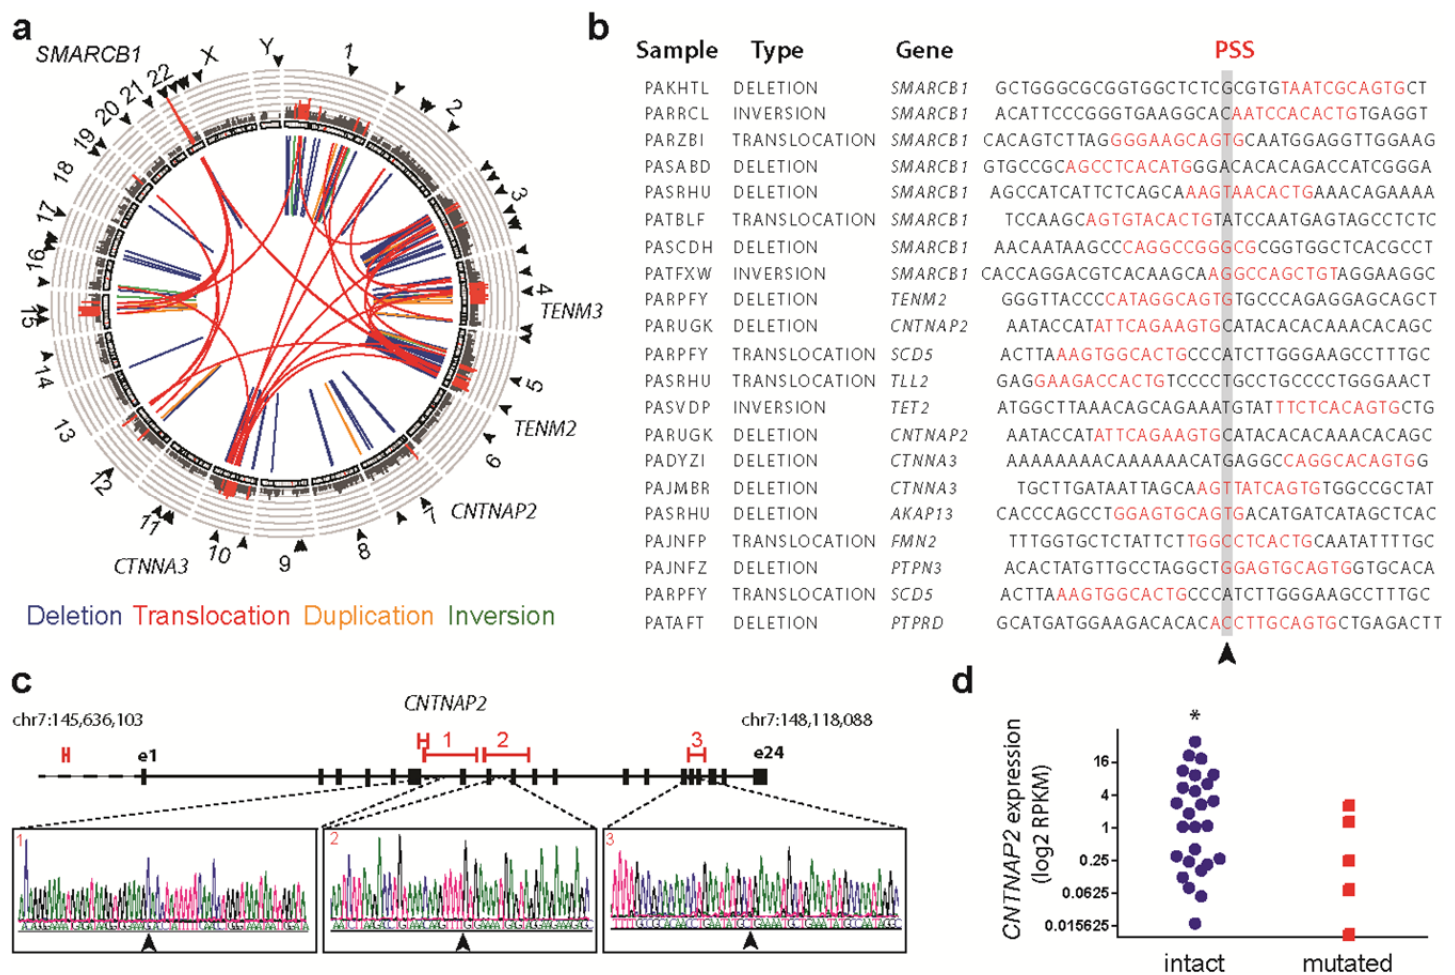 a
SMARCB1
X
Y
1
2
3
4
5
6
7
8
9
10
11
12
13
14
15
16
17
18
19
20
21
22
TENM3
TENM2
CNTNAP2
CTNNA3
Deletion Translocation Duplication Inversion
b
Sample Type Gene PSS
PAKHTL DELETION SMARCB1 GCTGGGCGCGGTGGCTCTCGCGTGTAATCGCAGTGCT
PARRCL INVERSION SMARCB1 ACATTCCCGGGTGAAGGCACAATCCACACTGTGAGGT
PARZBI TRANSLOCATION SMARCB1 CACAGTCTTAGGGGAAGCAGTGCAATGGAGGTTGGAAG
PASABD DELETION SMARCB1 GTGCCGCAGCCTCACATGGGACACACAGACCATCGGGA
PASRHU DELETION SMARCB1 AGCCATCATTCTCAGCAAAGTAACACTGAAACAGAAAA
PATBLF TRANSLOCATION SMARCB1 TCCAAGCAGTGTACACTGTATCCAATGAGTAGCCTCTC
PASCDH DELETION SMARCB1 AACAATAAGCCCAGGCCGGGCGCGGTGGCTCACGCCT
PATFXW INVERSION SMARCB1 CACCAGGACGTCACAAGCAAGGCCAGCTGTAGGAAGGC
PARPFY DELETION TENM2 GGGTTACCCCATAGGCAGTGTGCCCAGAGGAGCAGCT
PARUGK DELETION CNTNAP2 AATACCATATTCAGAAGTGCATACACACAAACACAGC
PARPFY TRANSLOCATION SCD5 ACTTAAAGTGGCACTGCCCATCTTGGGAAGCCTTTGC
PASRHU TRANSLOCATION TLL2 GAGGAAGACCACTGTCCCCTGCCTGCCCCTGGGAACT
PASVDP INVERSION TET2 ATGGCTTAAACAGCAGAAATGTATTTCTCACAGTGCTG
PARUGK DELETION CNTNAP2 AATACCATATTCAGAAGTGCATACACACAAACACAGC
PADYZI DELETION CTNNA3 AAAAAAAAACAAAAAACATGAGGCCAGGCACAGTGG
PAJMBR DELETION CTNNA3 TGCTTGATAATTAGCAAGTTATCAGTGTGGCCGCTAT
PASRHU DELETION AKAP13 CACCCAGCCTGGAGTGCAGTGACATGATCATAGCTCAC
PAJNFP TRANSLOCATION FMN2 TTTGGTGCTCTATTCTTGGCCTCACTGCAATATTTTGC
PAJNFZ DELETION PTPN3 ACACTATGTTGCCTAGGCTGGAGTGCAGTGGTGCACA
PARPFY TRANSLOCATION SCD5 ACTTAAAGTGGCACTGCCCATCTTGGGAAGCCTTTGC
PATAFT DELETION PTPRD GCATGATGGAAGACACACACCTTGCAGTGCTGAGACTT
c
CNTNAP2
chr7:145,636,103
chr7:148,118,088
e1
1
2
3
e24
1
2
3
d
CNTNAP2 expression
(log2 RPKM)
*
16
4
1
0.25
0.0625
0.015625
intact mutated